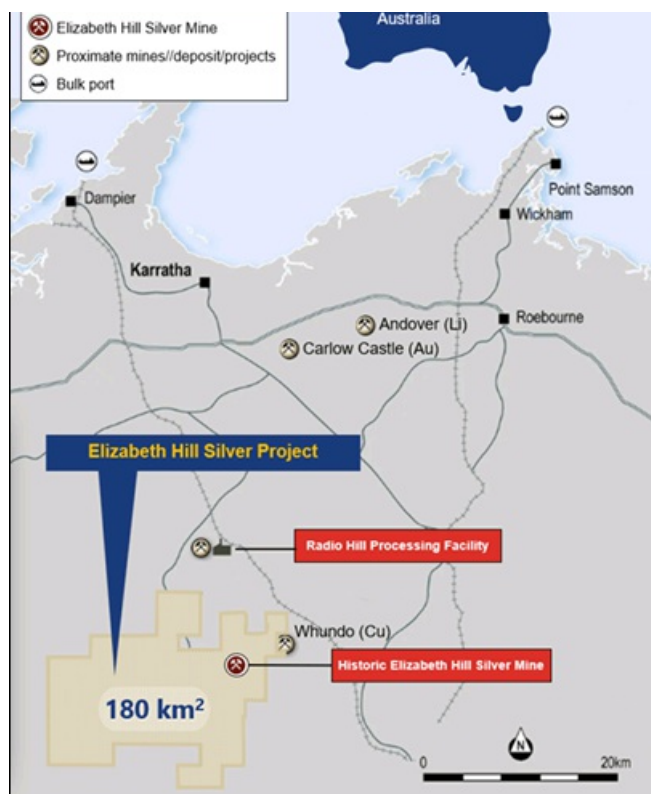 Australia
Elizabeth Hill Silver Mine
Proximate mines//deposit/projects
Bulk port
Dampier
Point Samson
Wickham
Karratha
Roebourne
Andover (Li)
Carlow Castle (Au)
Elizabeth Hill Silver Project
Radio Hill Processing Facility
Whundo (Cu)
Historic Elizabeth Hill Silver Mine
180 km²
N
0 20km